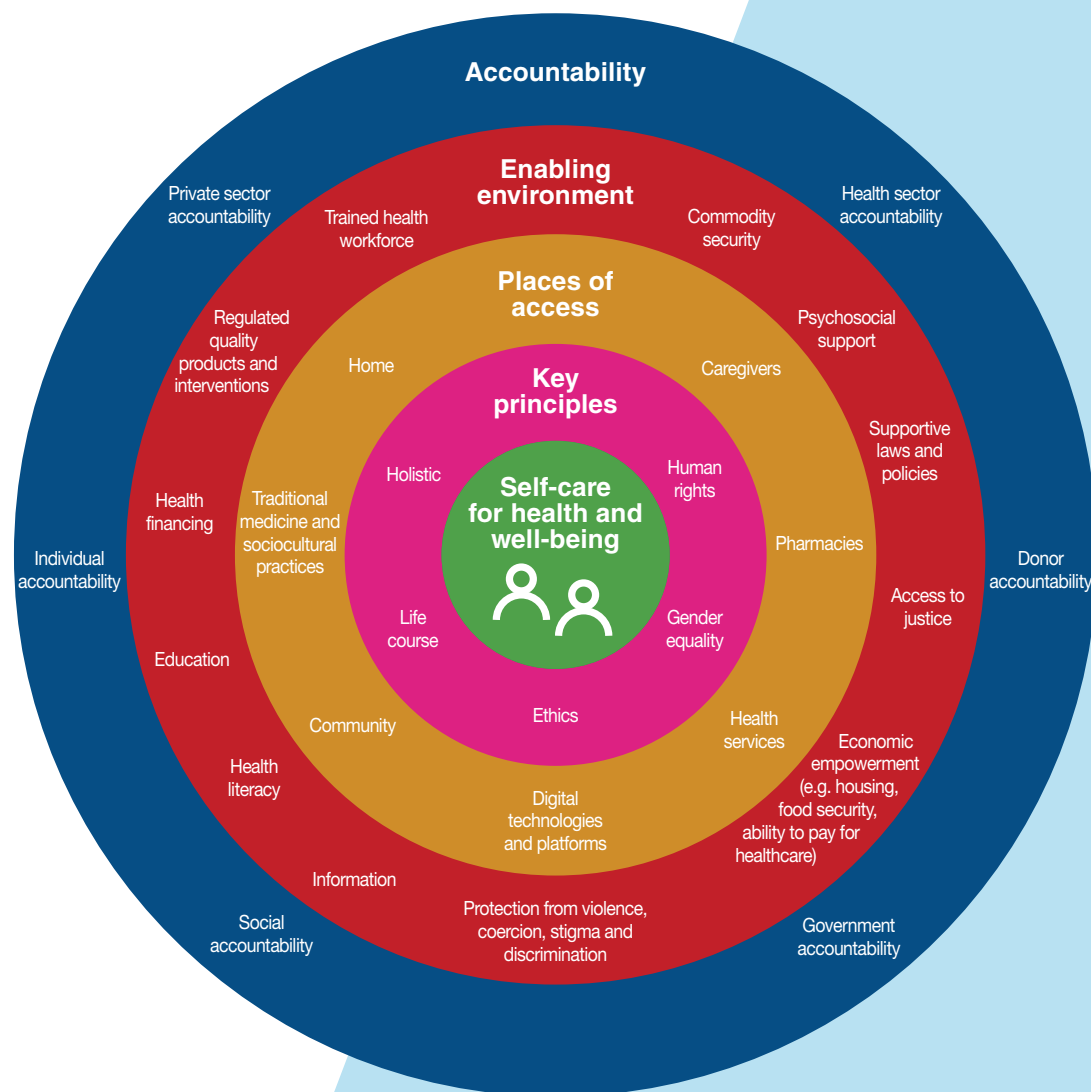 Accountability
Private sector
accountability
Health sector
accountability
Individual
accountability
Donor
accountability
Social
accountability
Government
accountability
Enabling
environment
Trained health
workforce
Commodity
security
Regulated
quality
products and
interventions
Psychosocial
support
Supportive
laws and
policies
Health
financing
Access to
justice
Education
Economic
empowerment
(e.g. housing,
food security,
ability to pay for
healthcare)
Health
literacy
Information
Protection from violence,
coercion, stigma and
discrimination
Places of
access
Home
Caregivers
Traditional
medicine and
sociocultural
practices
Pharmacies
Community
Health
services
Digital
technologies
and platforms
Key
principles
Holistic
Human
rights
Life
course
Gender
equality
Ethics
Self-care
for health and
well-being